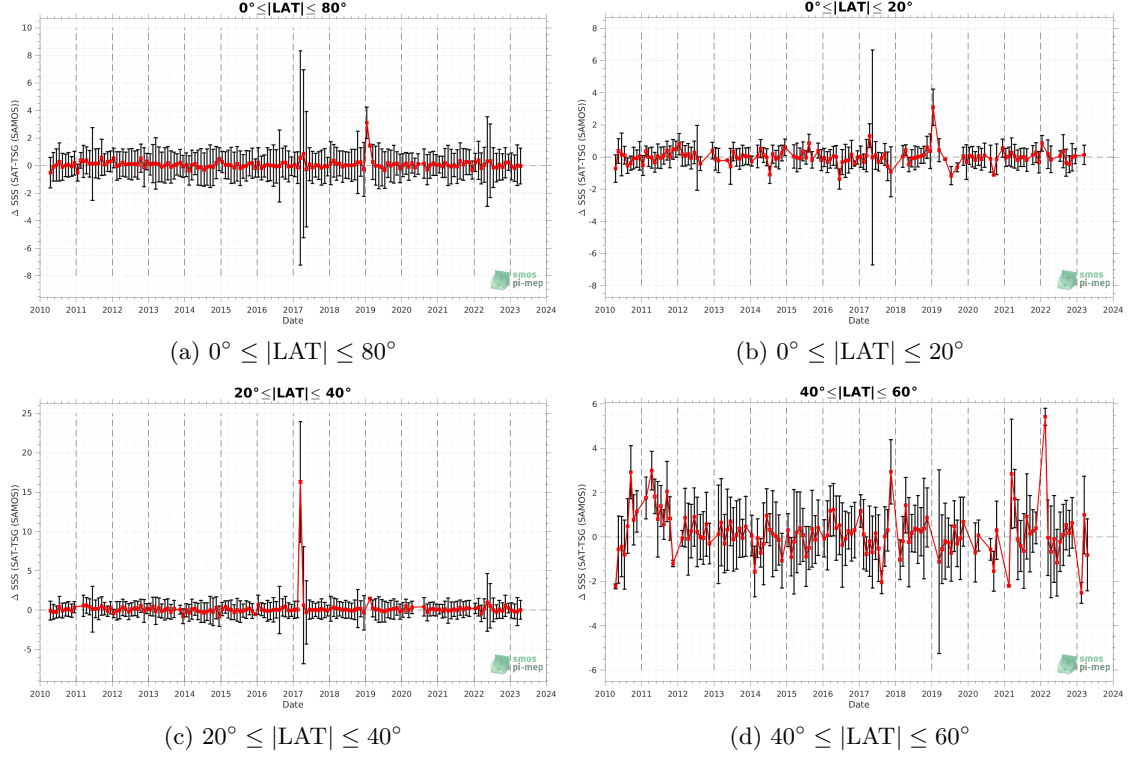 0°≤|LAT|≤ 80°
10
8
6
4
2
0
-2
-4
-6
-8
Δ SSS (SAT-TSG (SAMOS))
2010 2011 2012 2013 2014 2015 2016 2017 2018 2019 2020 2021 2022 2023 2024
Date
smos
pi-mep
(a) 0° ≤ |LAT| ≤ 80°
0°≤|LAT|≤ 20°
8
6
4
2
0
-2
-4
-6
-8
Δ SSS (SAT-TSG (SAMOS))
2010 2011 2012 2013 2014 2015 2016 2017 2018 2019 2020 2021 2022 2023 2024
Date
smos
pi-mep
(b) 0° ≤ |LAT| ≤ 20°
20°≤|LAT|≤ 40°
25
20
15
10
5
0
-5
Δ SSS (SAT-TSG (SAMOS))
2010 2011 2012 2013 2014 2015 2016 2017 2018 2019 2020 2021 2022 2023 2024
Date
smos
pi-mep
(c) 20° ≤ |LAT| ≤ 40°
40°≤|LAT|≤ 60°
6
4
2
0
-2
-4
-6
Δ SSS (SAT-TSG (SAMOS))
2010 2011 2012 2013 2014 2015 2016 2017 2018 2019 2020 2021 2022 2023 2024
Date
smos
pi-mep
(d) 40° ≤ |LAT| ≤ 60°